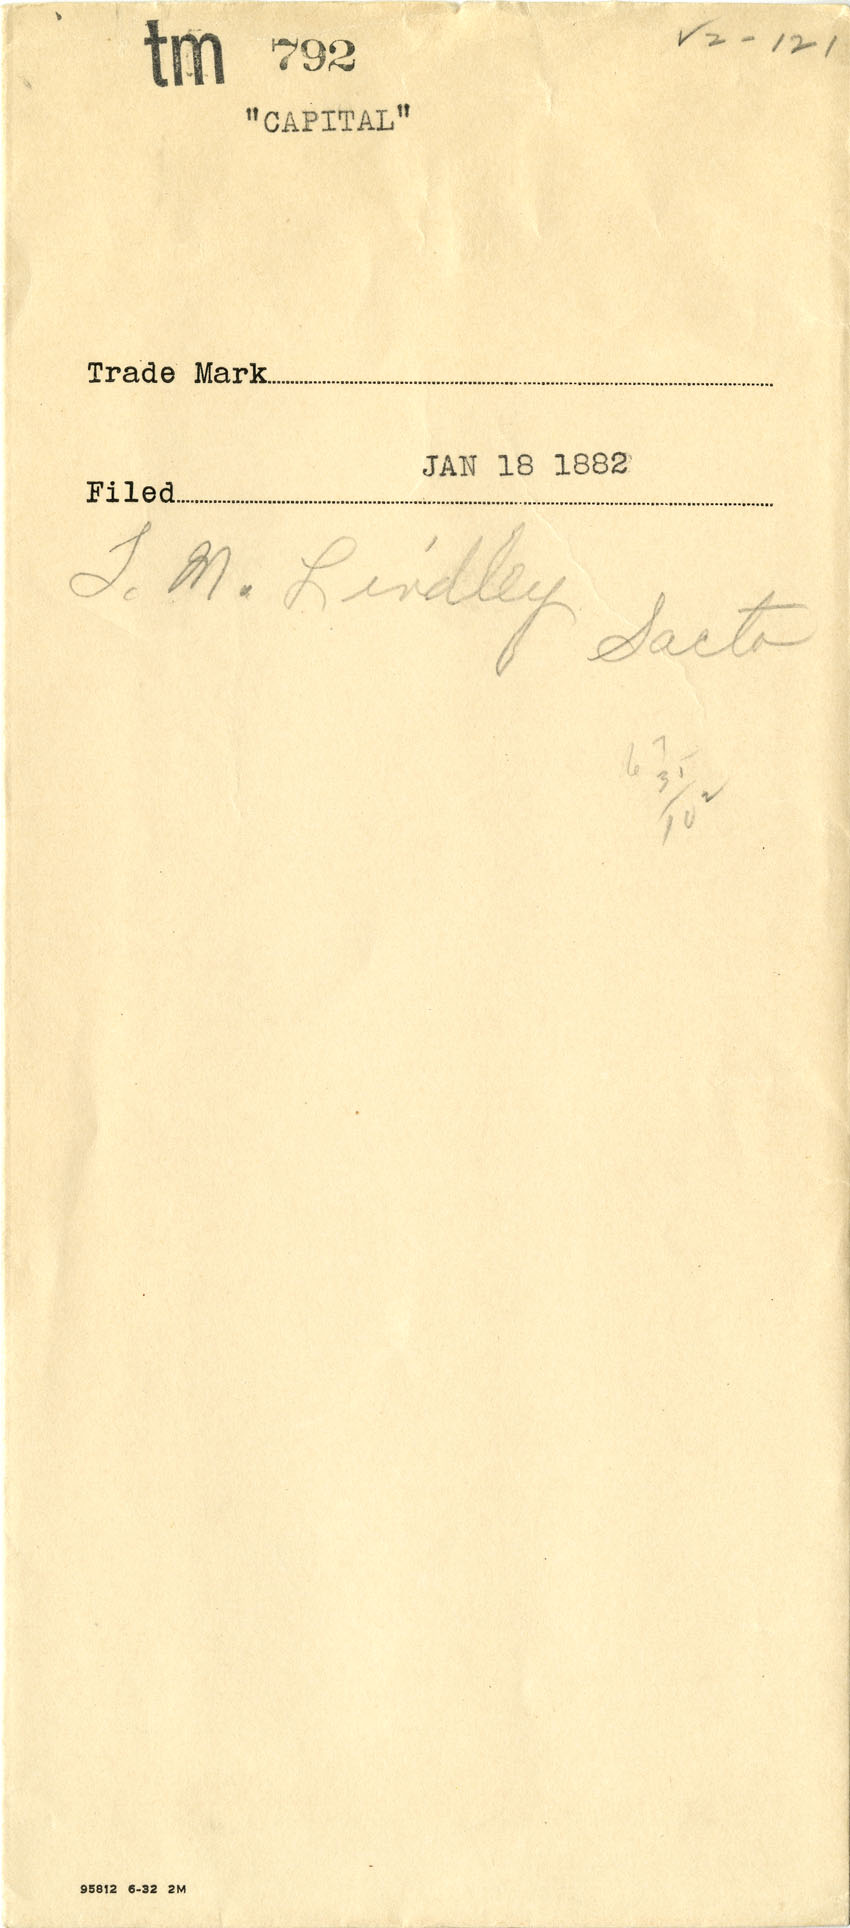 tm 792
V2-121
"CAPITAL"
Trade Mark
JAN 18 1882
Filed
T. M. Lindley
Sacto
95812 6-32 2M